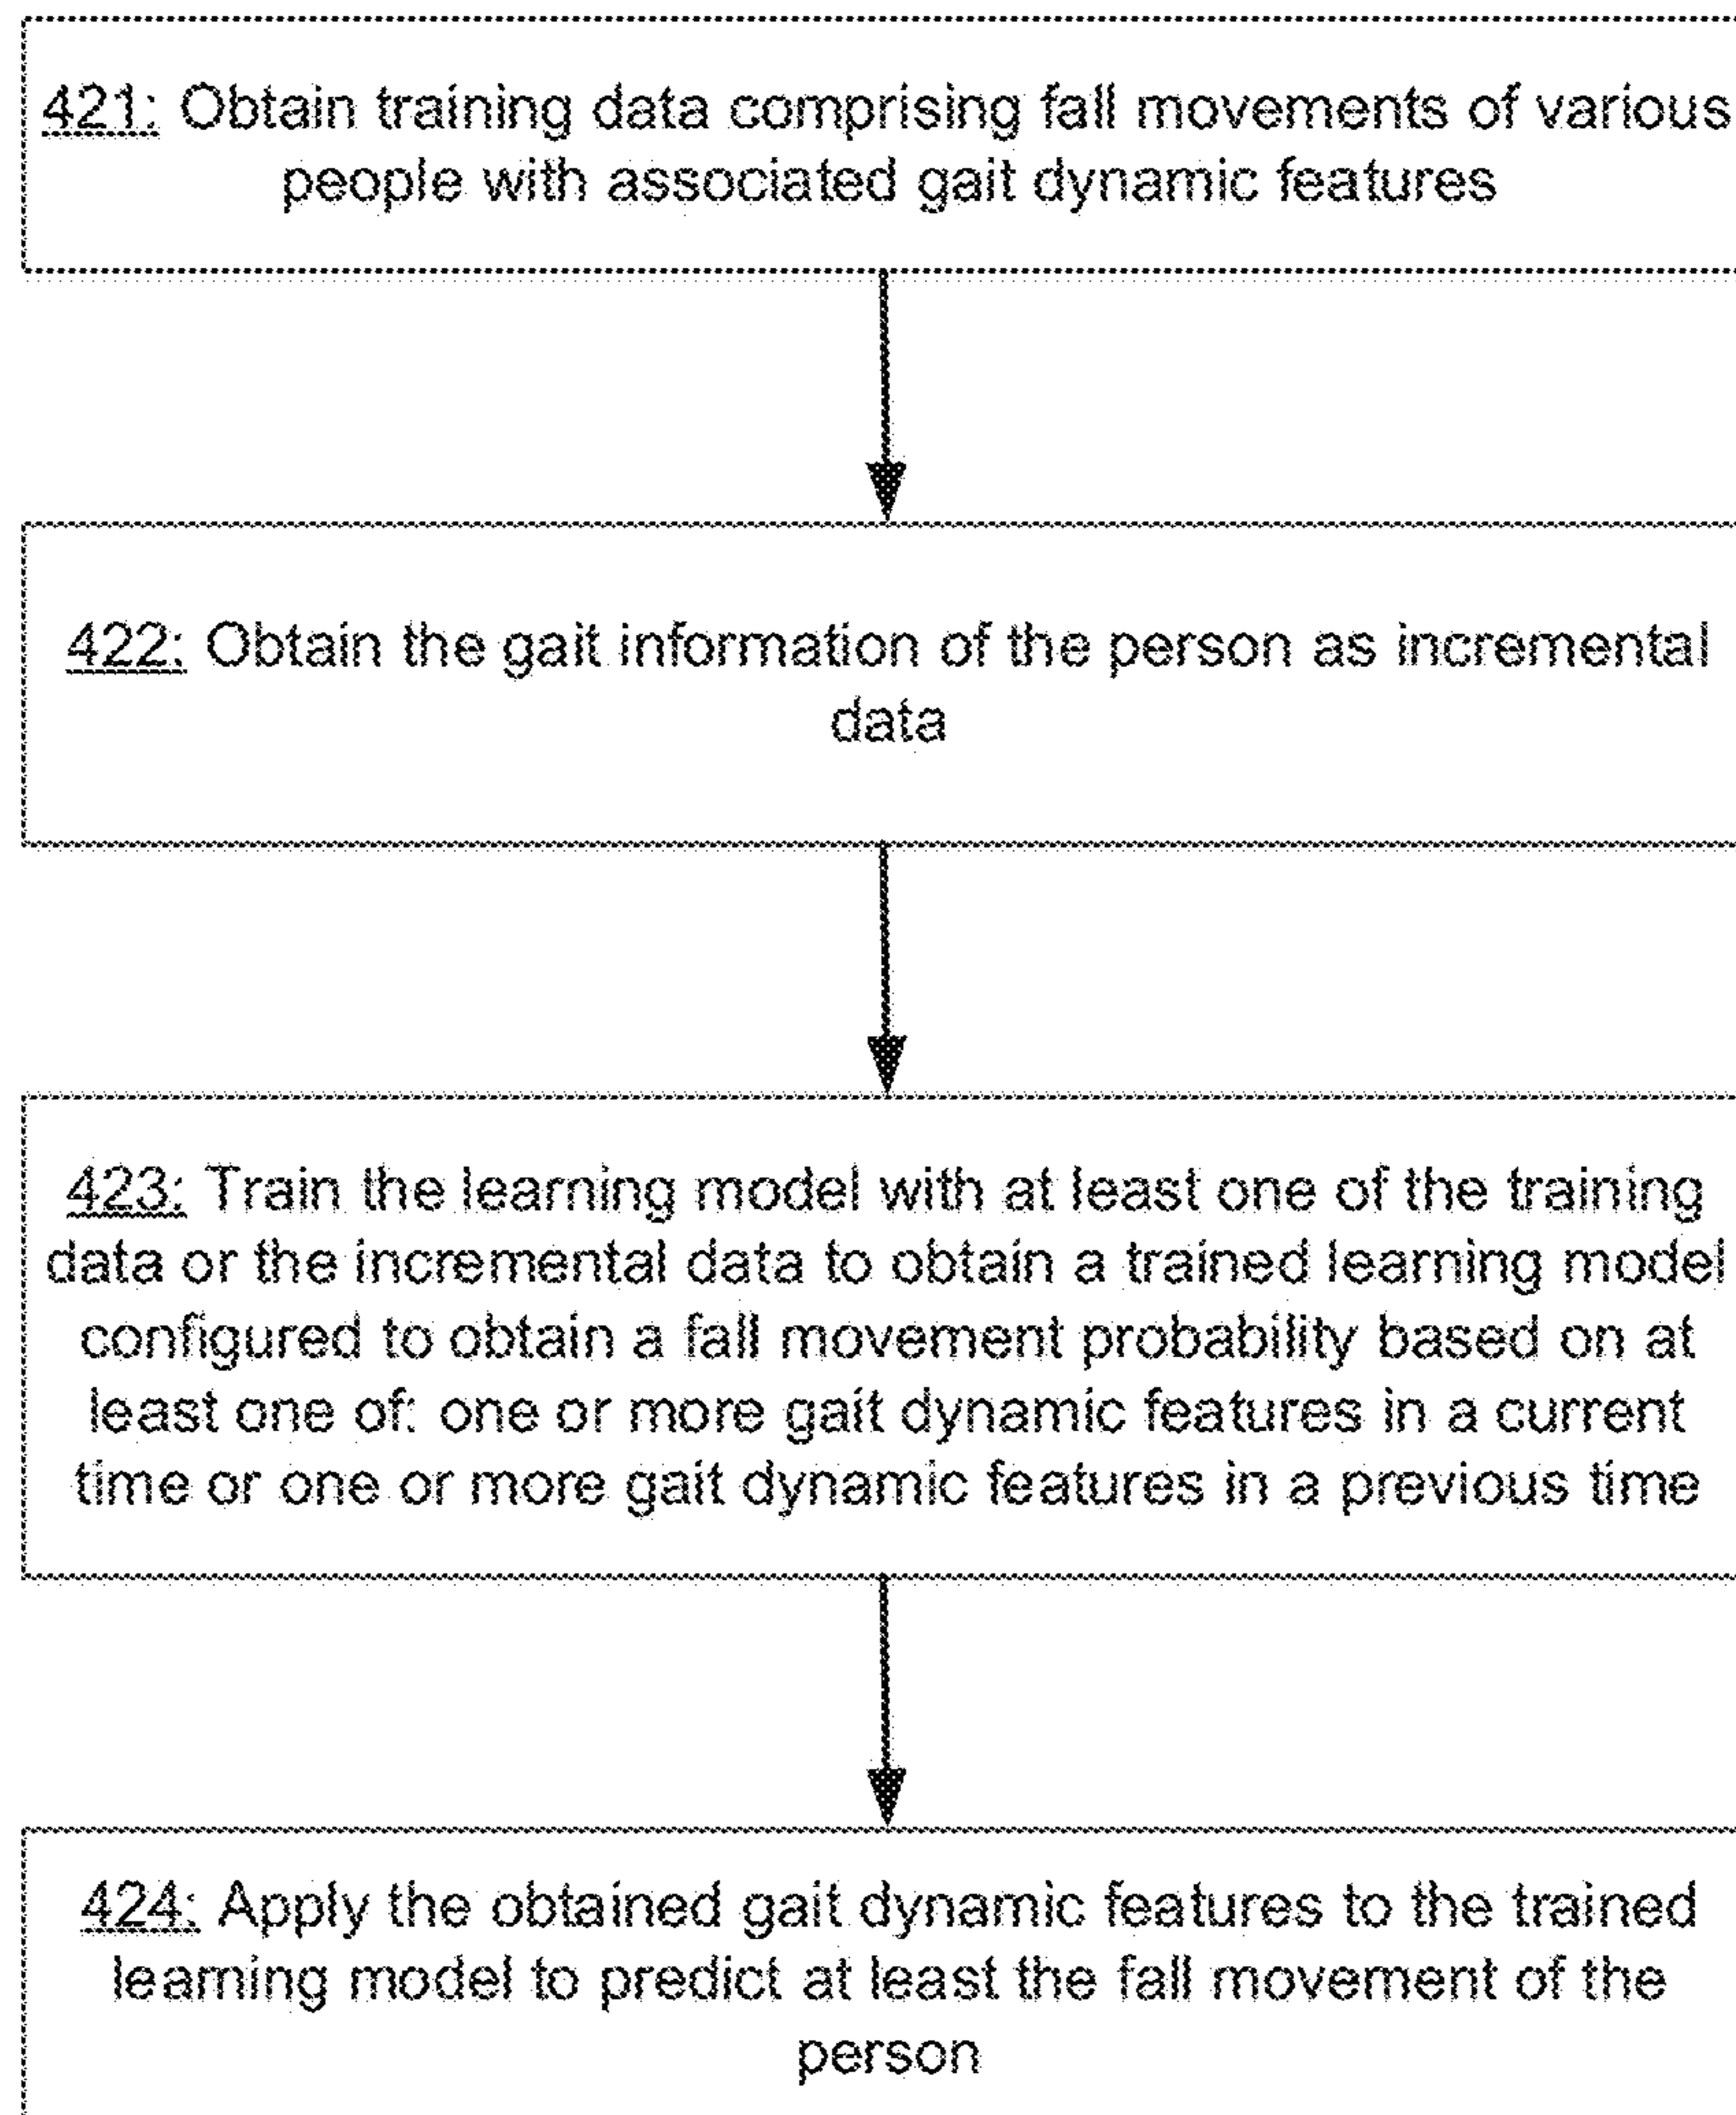 421: Obtain training data comprising fall movements of various
people with associated gait dynamic features
422: Obtain the gait information of the person as incremental
data
423: Train the learning model with at least one of the training
data or the incremental data to obtain a trained learning model
configured to obtain a fall movement probability based on at
least one of: one or more gait dynamic features in a current
time or one or more gait dynamic features in a previous time
424: Apply the obtained gait dynamic features to the trained
learning model to predict at least the fall movement of the
person